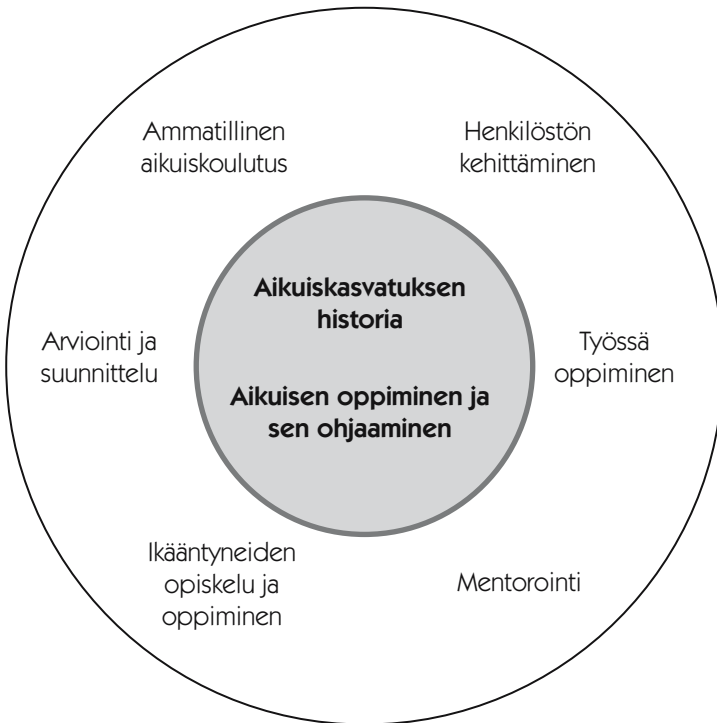 Ammatillinen
aikuiskoulutus
Henkilöstön
kehittäminen
Aikuiskasvatuksen
historia
Arviointi ja
suunnittelu
Työssä
oppiminen
Aikuisen oppiminen ja
sen ohjaaminen
Ikääntyneiden
opiskelu ja
oppiminen
Mentorointi